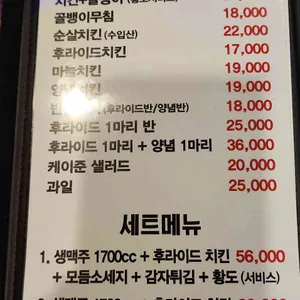 골뱅이무침 18,000
순살치킨 (수입산) 22,000
후라이드치킨 17,000
마늘치킨 19,000
치킨 19,000
(후라이드반/양념반) 18,000
후라이드 1마리 반 25,000
후라이드 1마리 + 양념 1마리 36,000
케이준 샐러드 20,000
과일 25,000
세트메뉴
1. 생맥주 1700cc + 후라이드 치킨 56,000
+ 모듬소세지 + 감자튀김 + 황도 (서비스)